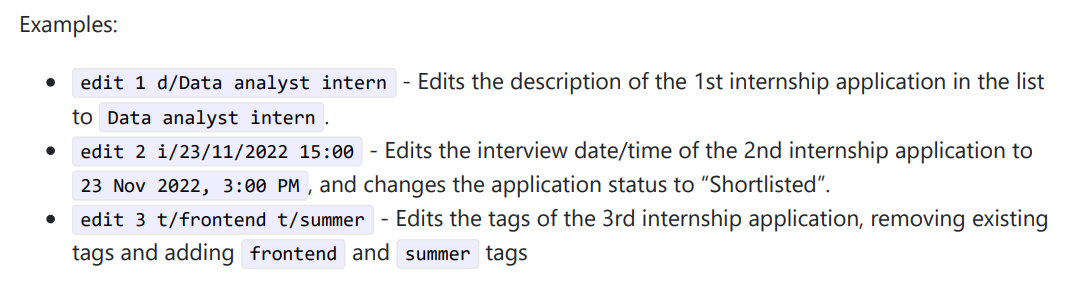 Examples:
• edit 1 d/Data analyst intern - Edits the description of the 1st internship application in the list
to Data analyst intern .
• edit 2 i/23/11/2022 15:00 - Edits the interview date/time of the 2nd internship application to
23 Nov 2022, 3:00 PM , and changes the application status to “Shortlisted”.
• edit 3 t/frontend t/summer - Edits the tags of the 3rd internship application, removing existing
tags and adding frontend and summer tags